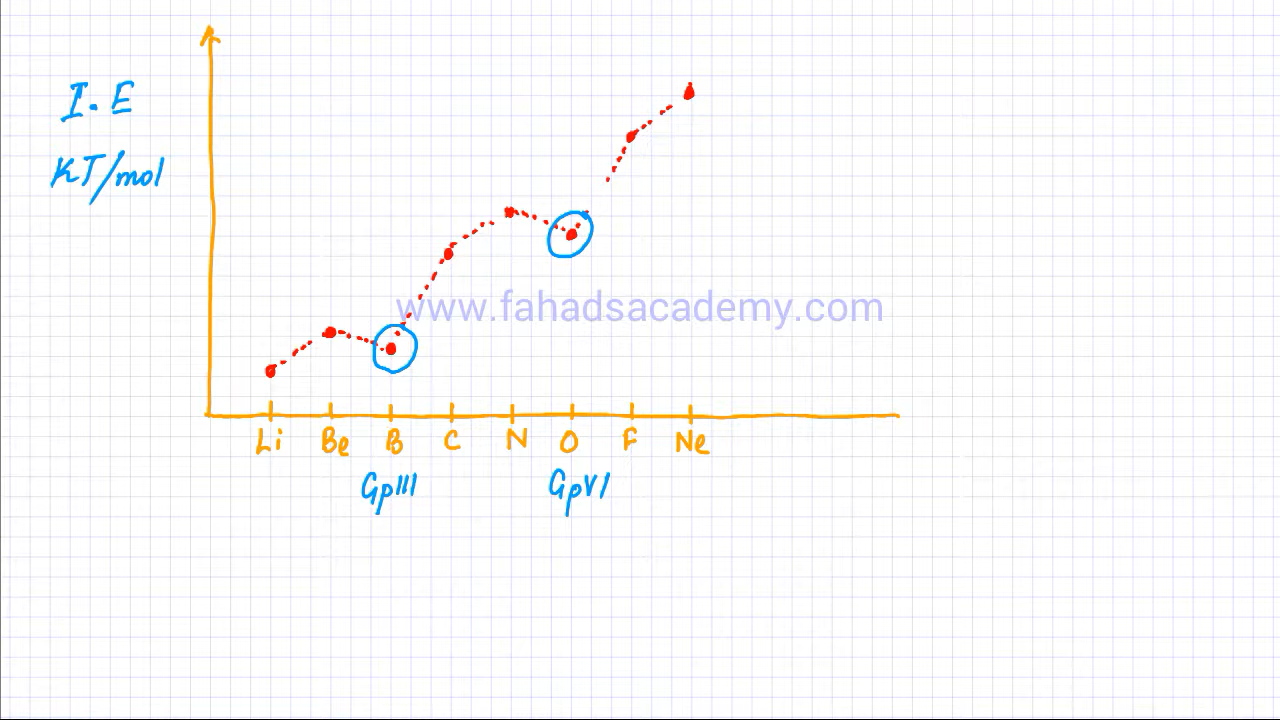 I.E
KJ/mol
www.fahadsacademy.com
Li Be B C N O F Ne
GpIII GpVI